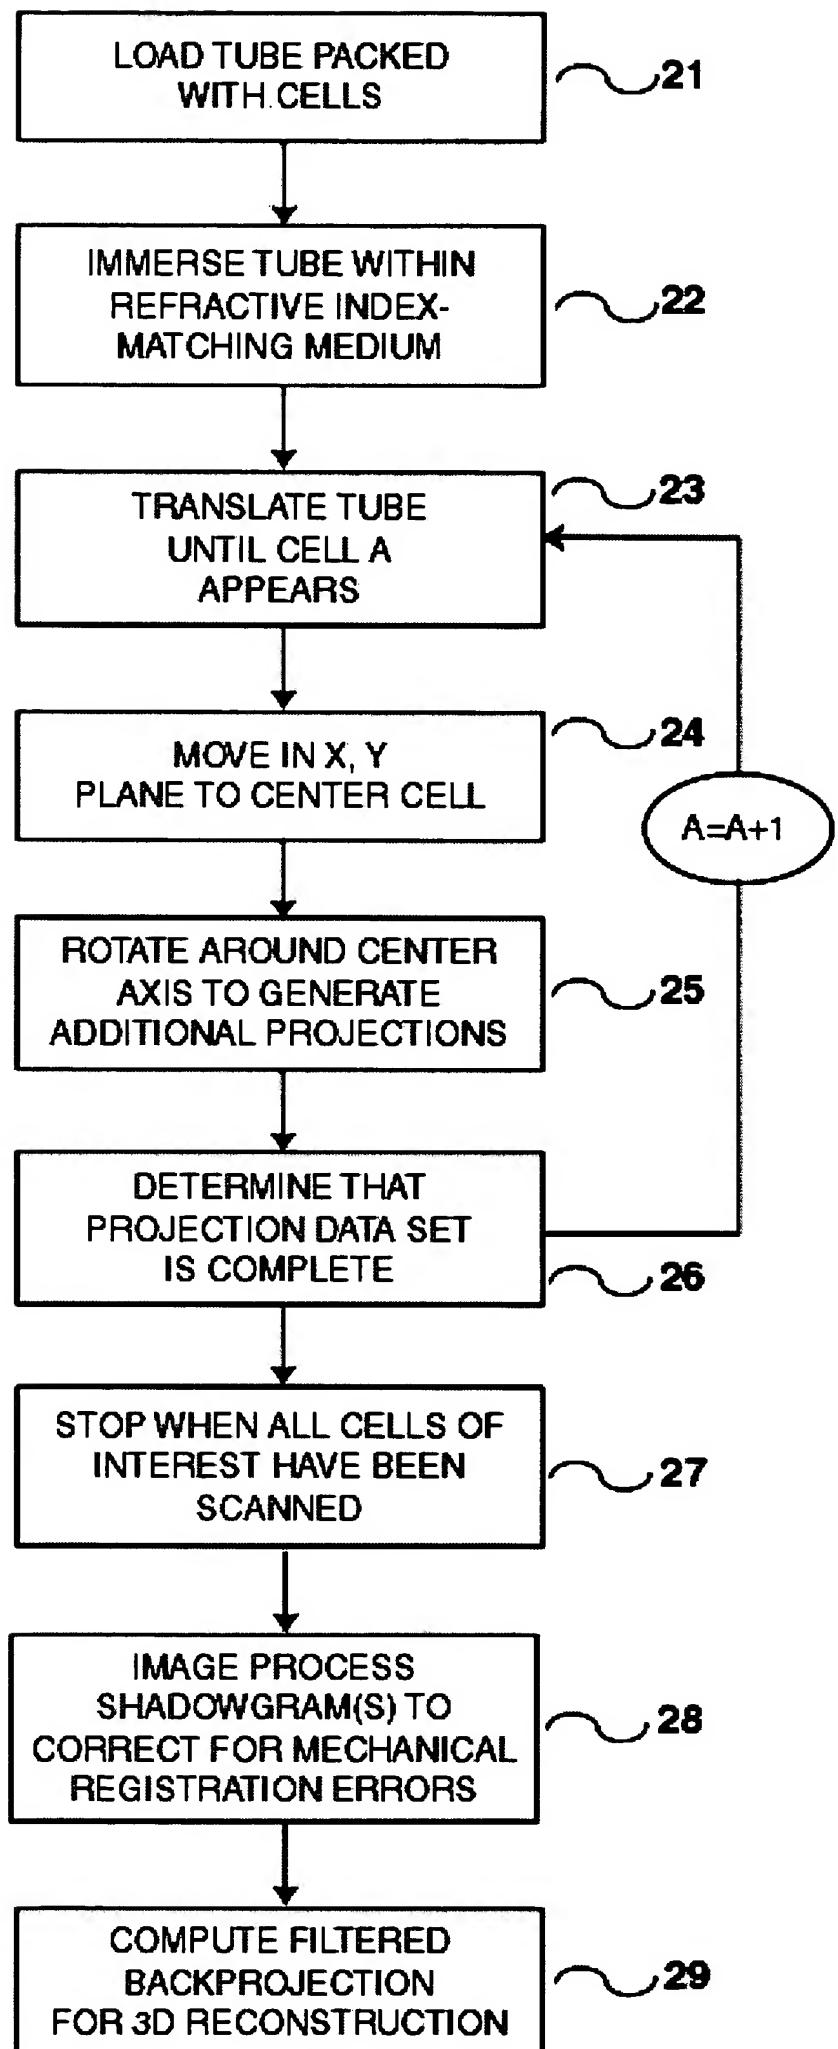 LOAD TUBE PACKED
WITH CELLS
21
IMMERSE TUBE WITHIN
REFRACTIVE INDEX-
MATCHING MEDIUM
22
TRANSLATE TUBE
UNTIL CELL A
APPEARS
23
MOVE IN X, Y
PLANE TO CENTER CELL
24
A=A+1
ROTATE AROUND CENTER
AXIS TO GENERATE
ADDITIONAL PROJECTIONS
25
DETERMINE THAT
PROJECTION DATA SET
IS COMPLETE
26
STOP WHEN ALL CELLS OF
INTEREST HAVE BEEN
SCANNED
27
IMAGE PROCESS
SHADOWGRAM(S) TO
CORRECT FOR MECHANICAL
REGISTRATION ERRORS
28
COMPUTE FILTERED
BACKPROJECTION
FOR 3D RECONSTRUCTION
29